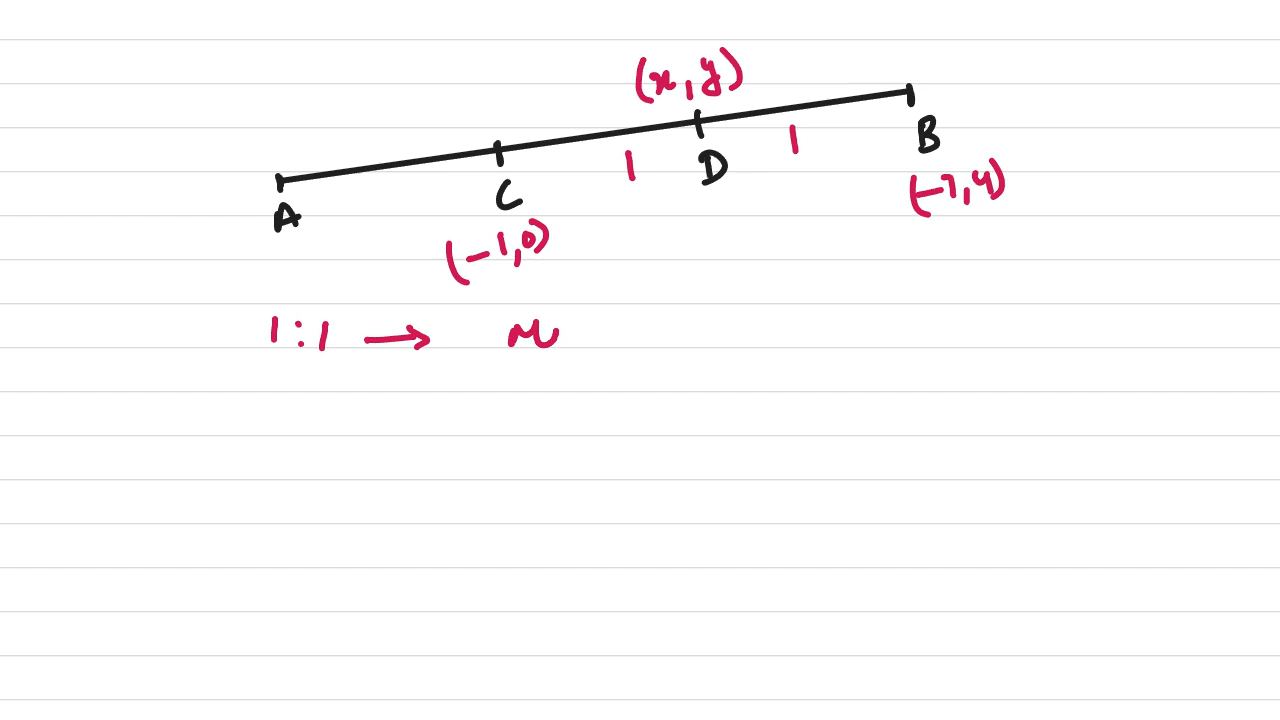 (x,y)
1
1
A
C
D
B
(-1,0)
(-7,4)
1:1 → x